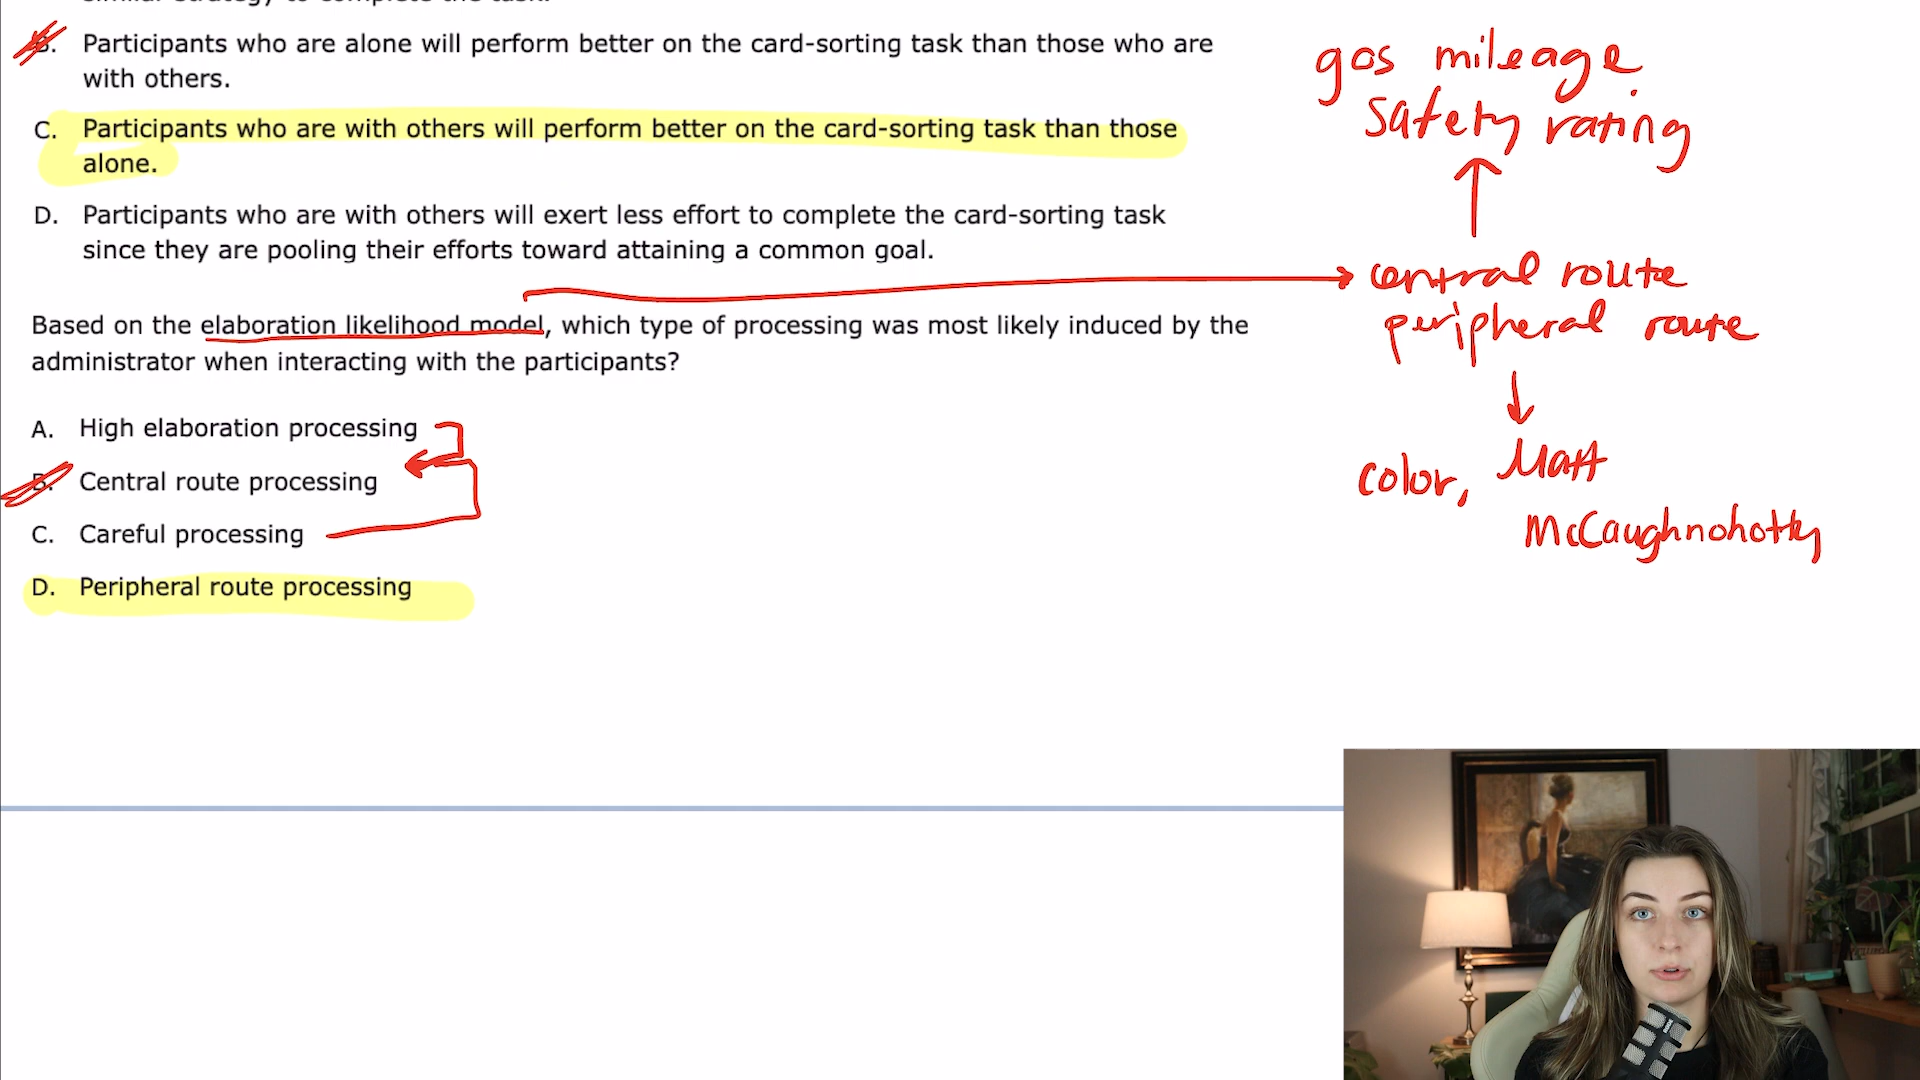 B. Participants who are alone will perform better on the card-sorting task than those who are
with others.
C. Participants who are with others will perform better on the card-sorting task than those
alone.
D. Participants who are with others will exert less effort to complete the card-sorting task
since they are pooling their efforts toward attaining a common goal.
Based on the elaboration likelihood model, which type of processing was most likely induced by the
administrator when interacting with the participants?
A. High elaboration processing
B. Central route processing
C. Careful processing
D. Peripheral route processing
gas mileage
safety rating
central route
peripheral route
color, Matt
McCaughnohotty